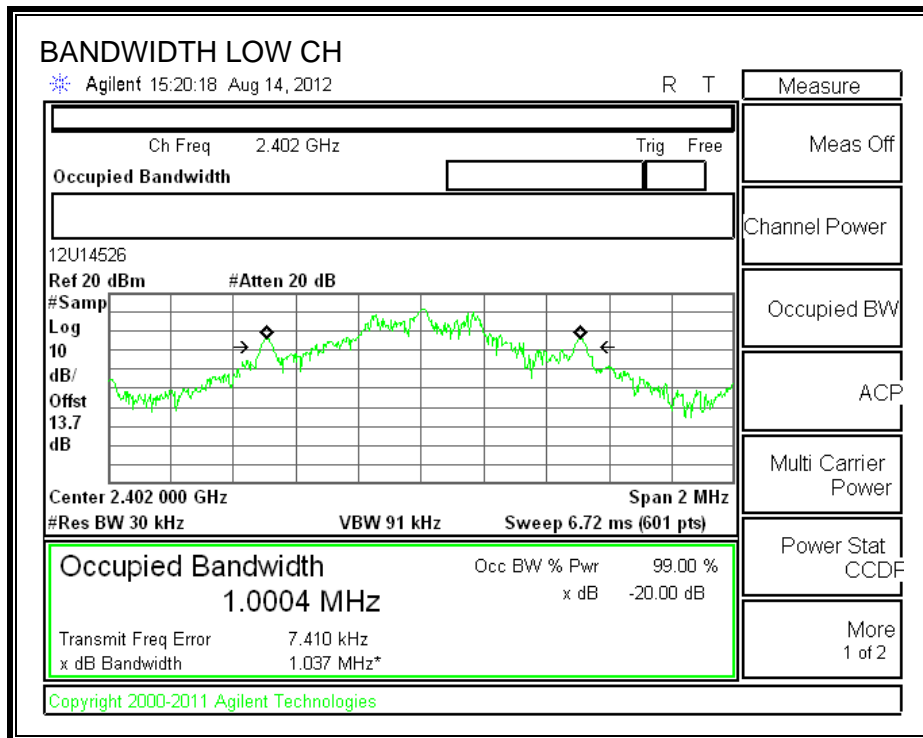 BANDWIDTH LOW CH
Agilent 15:20:18 Aug 14, 2012 R T
Measure
Ch Freq 2.402 GHz Trig Free
Occupied Bandwidth
Meas Off
Channel Power
Occupied BW
ACP
Multi Carrier
Power
Power Stat
CCDF
More
1 of 2
12U14526
Ref 20 dBm #Atten 20 dB
#Samp
Log
10
dB/
Offst
13.7
dB
Center 2.402 000 GHz Span 2 MHz
#Res BW 30 kHz VBW 91 kHz Sweep 6.72 ms (601 pts)
Occupied Bandwidth
1.0004 MHz
Occ BW % Pwr 99.00 %
x dB -20.00 dB
Transmit Freq Error 7.410 kHz
x dB Bandwidth 1.037 MHz*
Copyright 2000-2011 Agilent Technologies